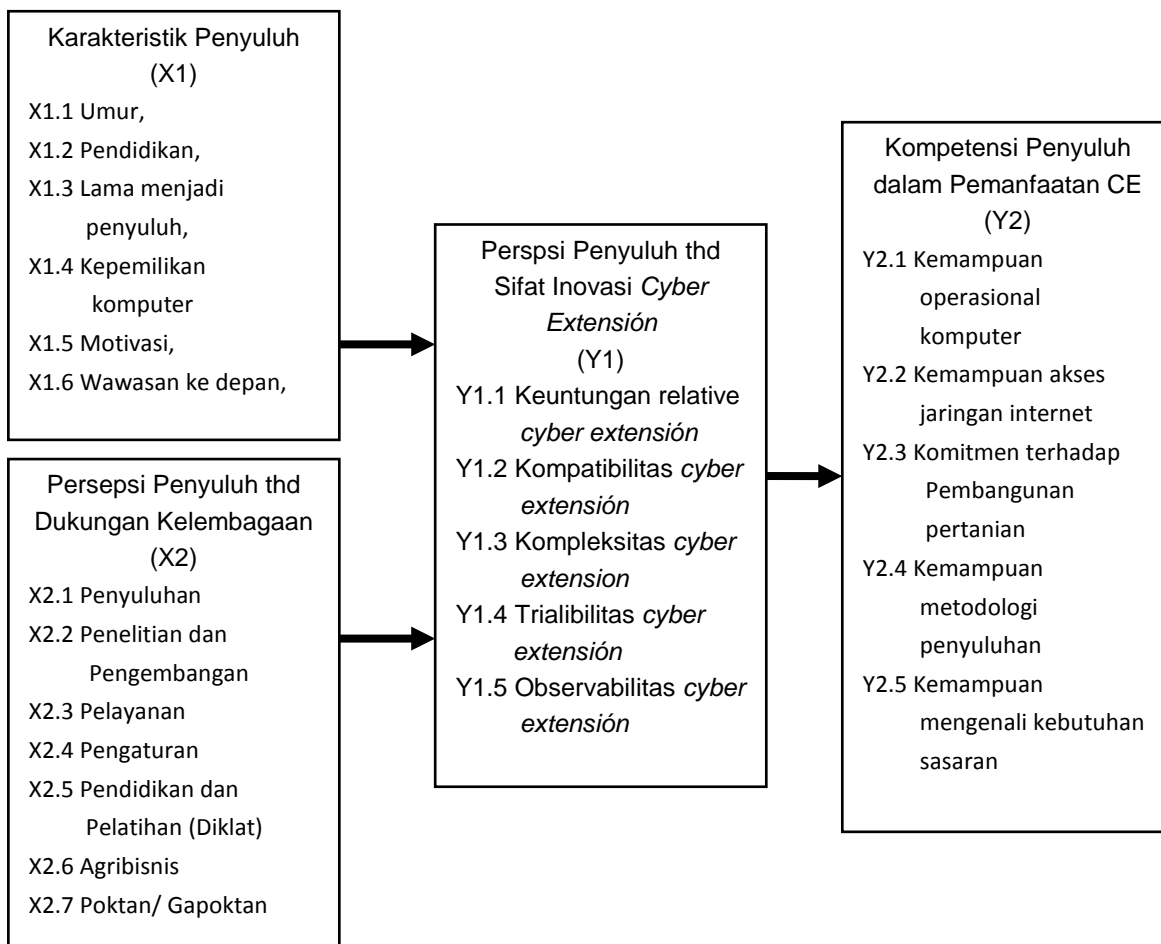 Karakteristik Penyuluh
(X1)
X1.1 Umur,
X1.2 Pendidikan,
X1.3 Lama menjadi
penyuluh,
X1.4 Kepemilikan
komputer
X1.5 Motivasi,
X1.6 Wawasan ke depan,
Persepsi Penyuluh thd
Dukungan Kelembagaan
(X2)
X2.1 Penyuluhan
X2.2 Penelitian dan
Pengembangan
X2.3 Pelayanan
X2.4 Pengaturan
X2.5 Pendidikan dan
Pelatihan (Diklat)
X2.6 Agribisnis
X2.7 Poktan/ Gapoktan
Perspsi Penyuluh thd
Sifat Inovasi Cyber
Extensión
(Y1)
Y1.1 Keuntungan relative
cyber extensión
Y1.2 Kompatibilitas cyber
extensión
Y1.3 Kompleksitas cyber
extension
Y1.4 Trialibilitas cyber
extensión
Y1.5 Observabilitas cyber
extensión
Kompetensi Penyuluh
dalam Pemanfaatan CE
(Y2)
Y2.1 Kemampuan
operasional
komputer
Y2.2 Kemampuan akses
jaringan internet
Y2.3 Komitmen terhadap
Pembangunan
pertanian
Y2.4 Kemampuan
metodologi
penyuluhan
Y2.5 Kemampuan
mengenali kebutuhan
sasaran